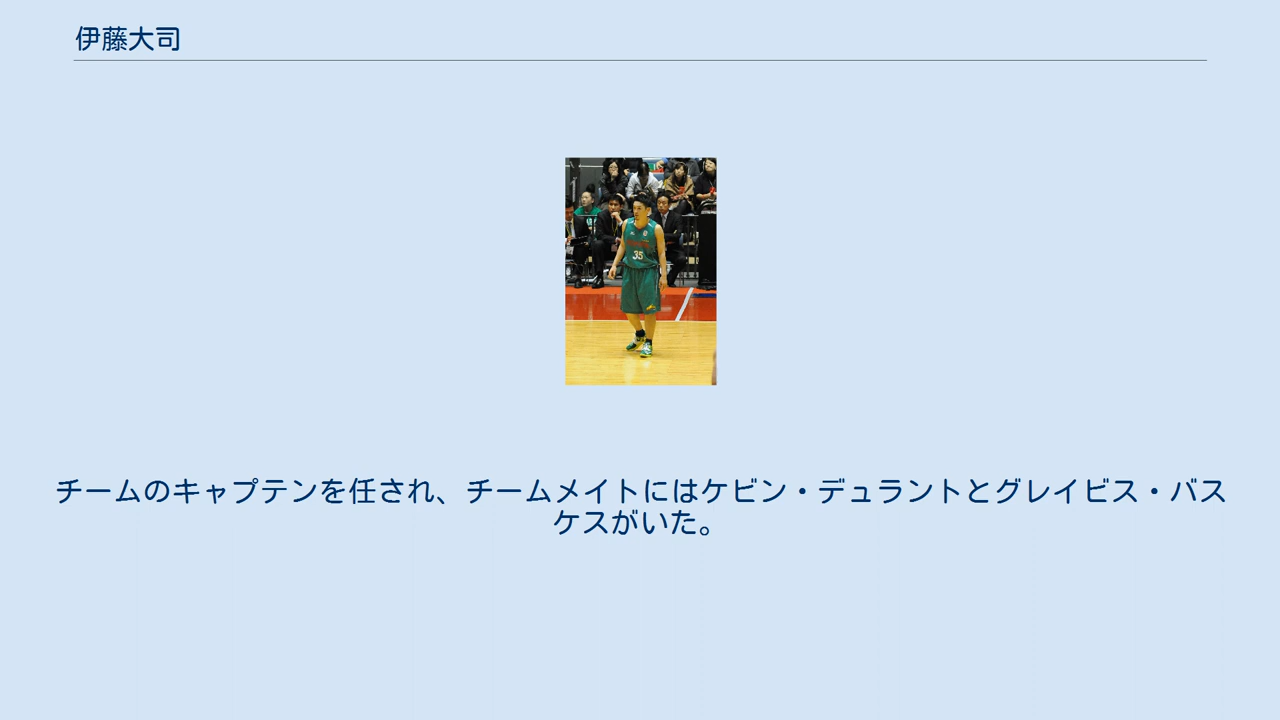 伊藤大司
35
チームのキャプテンを任され、チームメイトにはケビン・デュラントとグレイビス・バス
ケスがいた。